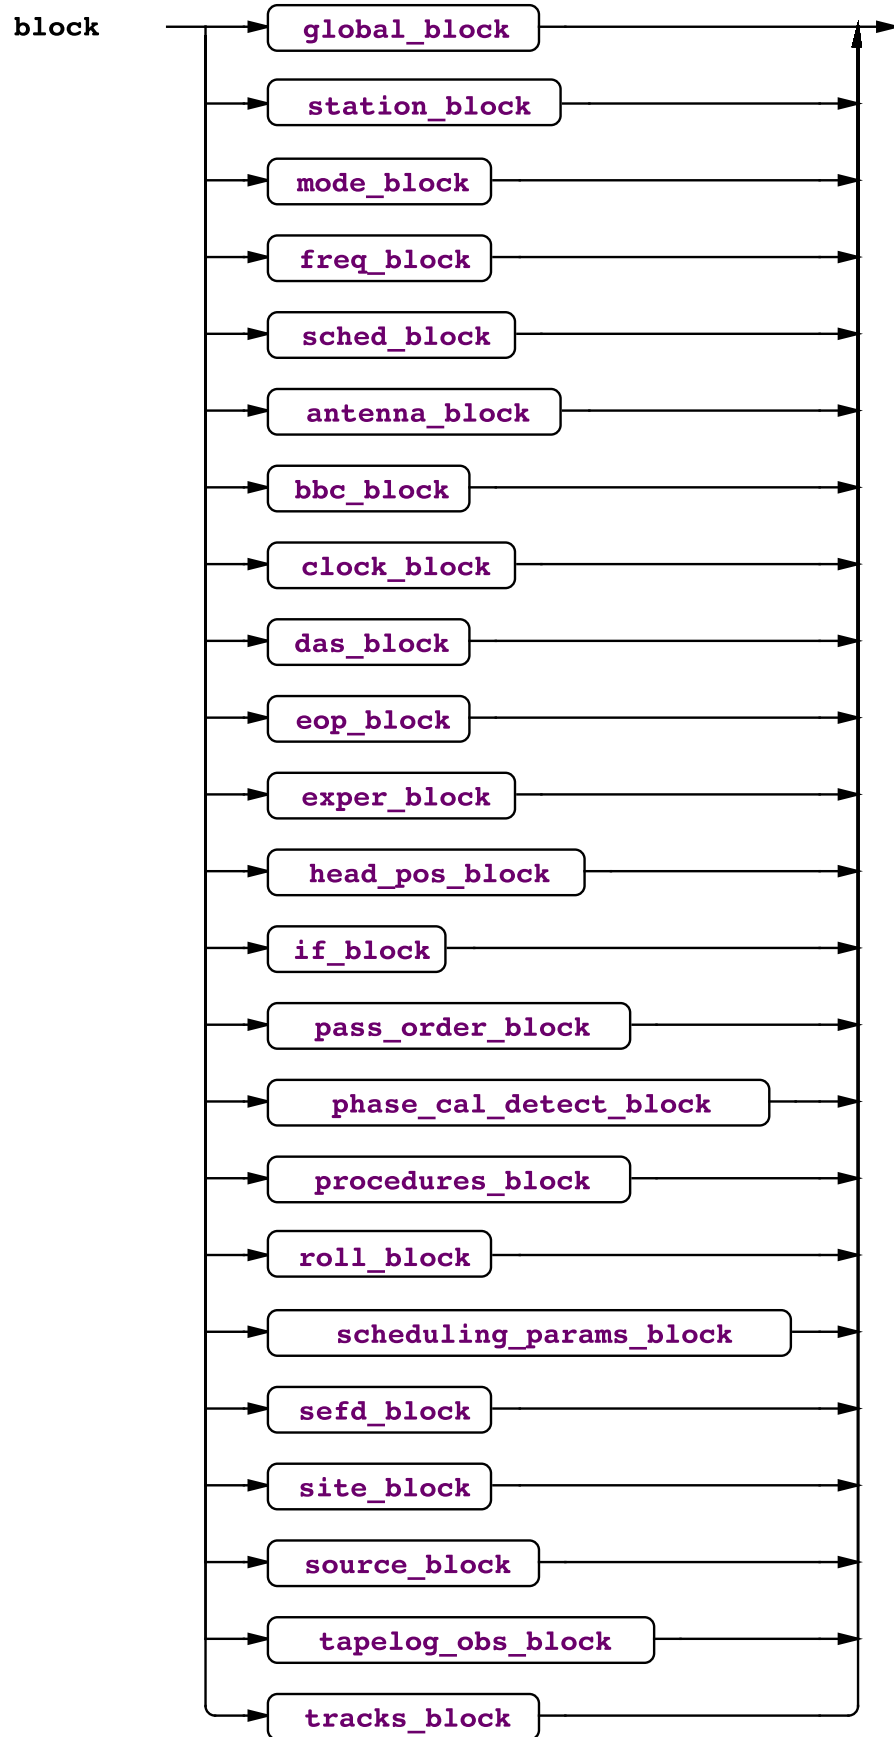 block global_block
station_block
mode_block
freq_block
sched_block
antenna_block
bbc_block
clock_block
das_block
eop_block
exper_block
head_pos_block
if_block
pass_order_block
phase_cal_detect_block
procedures_block
roll_block
scheduling_params_block
sefd_block
site_block
source_block
tapelog_obs_block
tracks_block